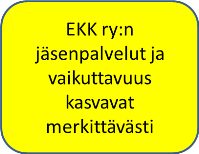 EKK ry:n
jäsenpalvelut ja
vaikuttavuus
kasvavat
merkittävästi